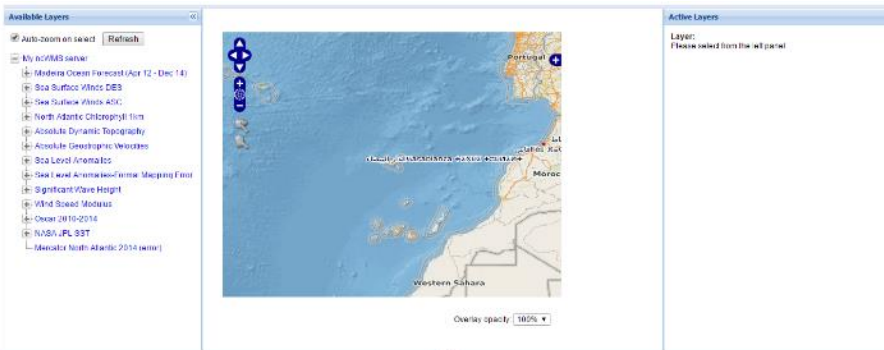 Available Layers
Auto-zoom on select Refresh
My ncWMS server
Madeira Ocean Forecast (Apr 12 - Dec 14)
Sea Surface Winds DES
Sea Surface Winds ASC
North Atlantic Chlorophyll 1km
Absolute Dynamic Topography
Absolute Geostrophic Velocities
Sea Level Anomalies
Sea Level Anomalies-Formal Mapping Error
Significant Wave Height
Wind Speed Modulus
Oscar 2010-2014
NASA JPL SST
Mercator North Atlantic 2014 (error)
Portugal
Casablanca
Moroc
Western Sahara
Overlay opacity 100%
Active Layers
Layer:
Please select from the left panel